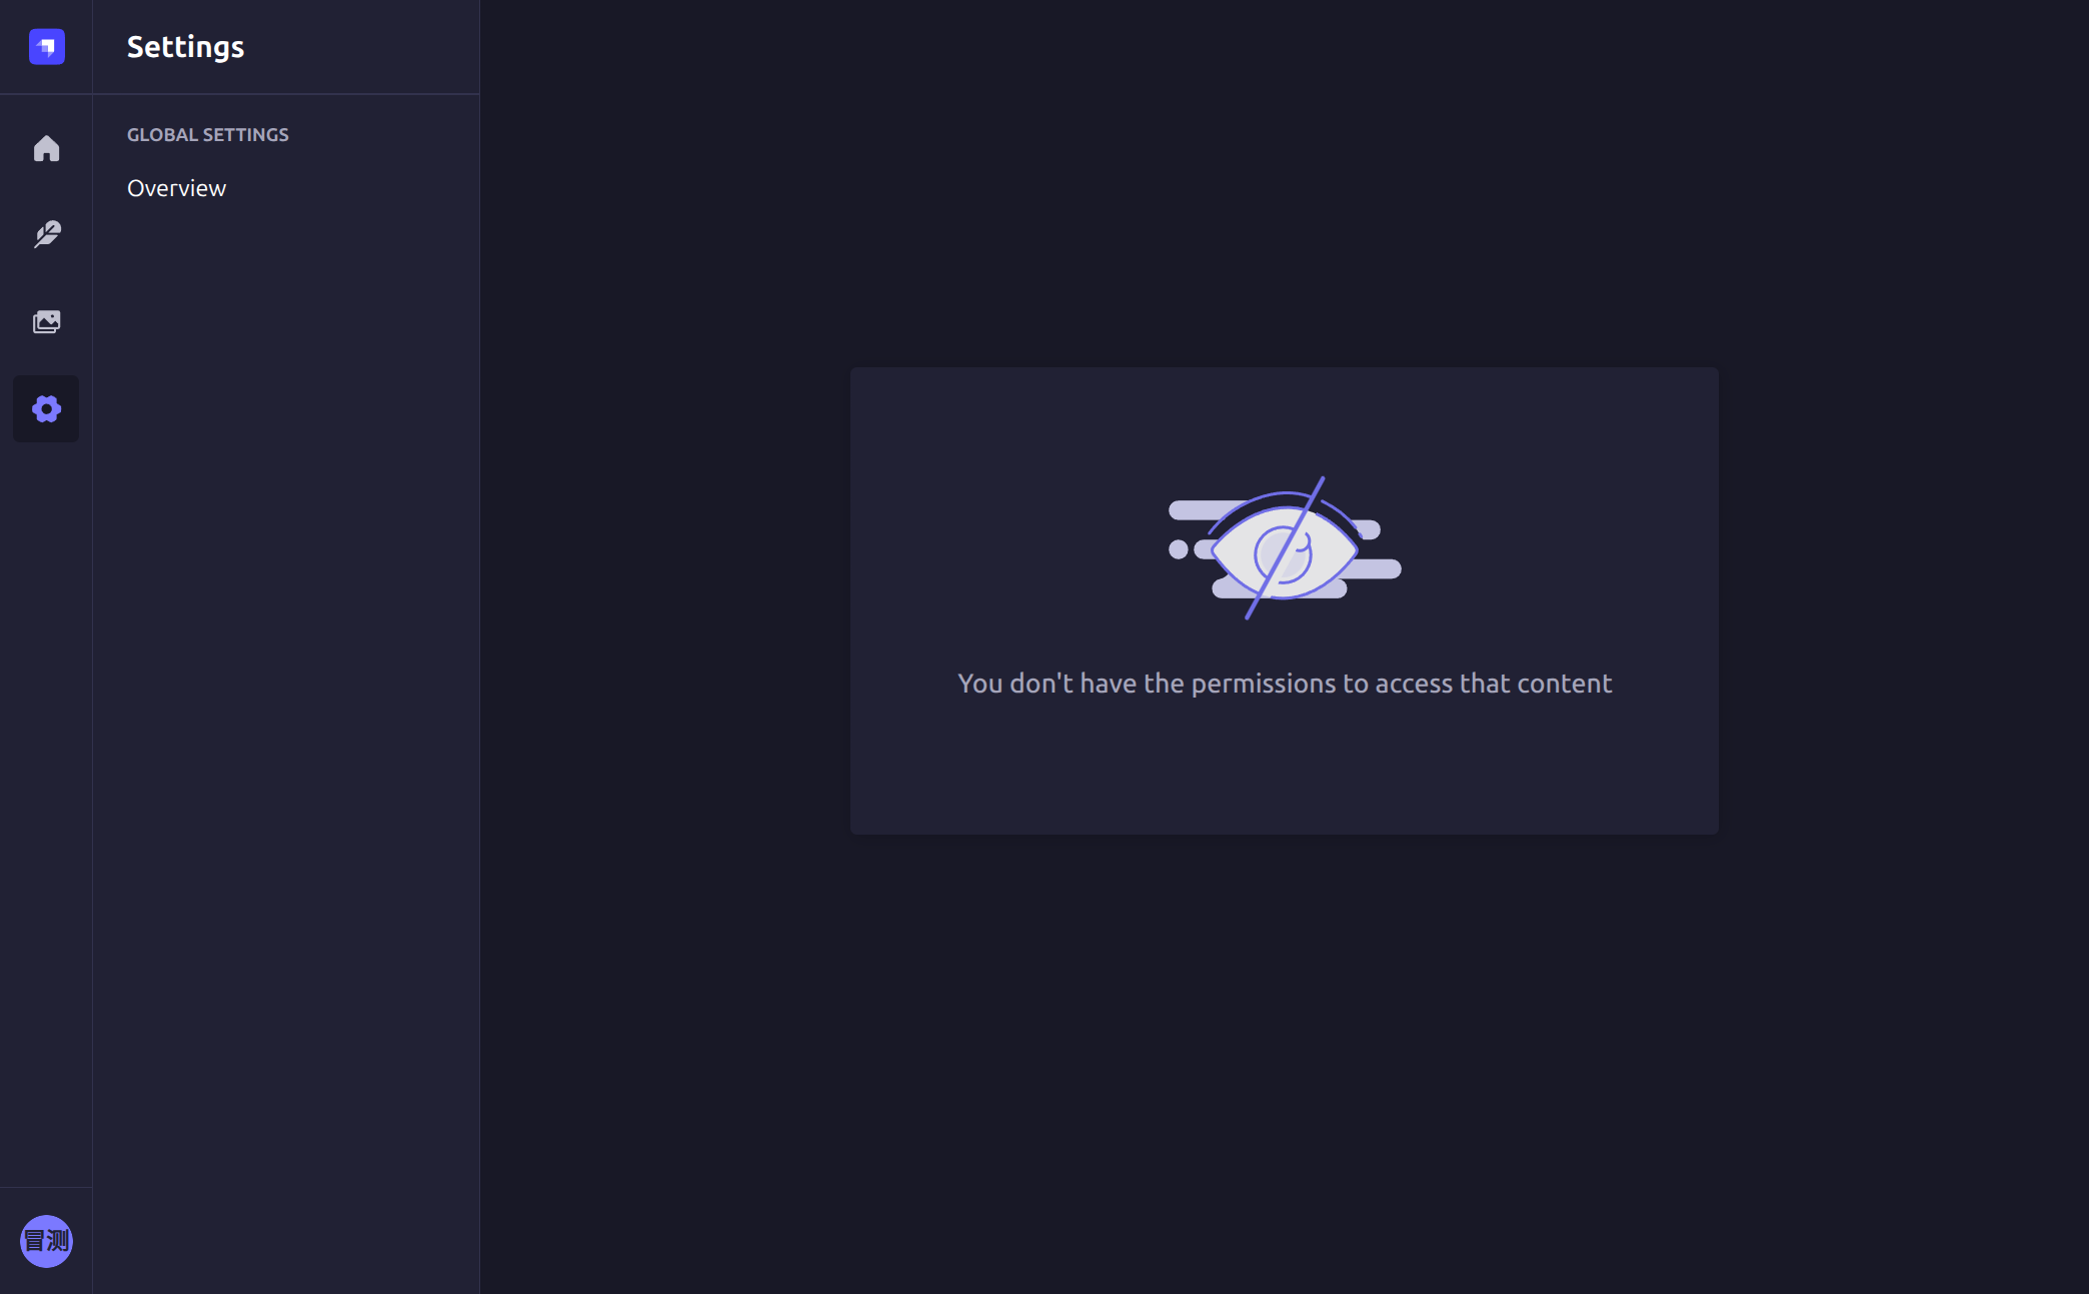 Settings
GLOBAL SETTINGS
Overview
You don't have the permissions to access that content
冒测